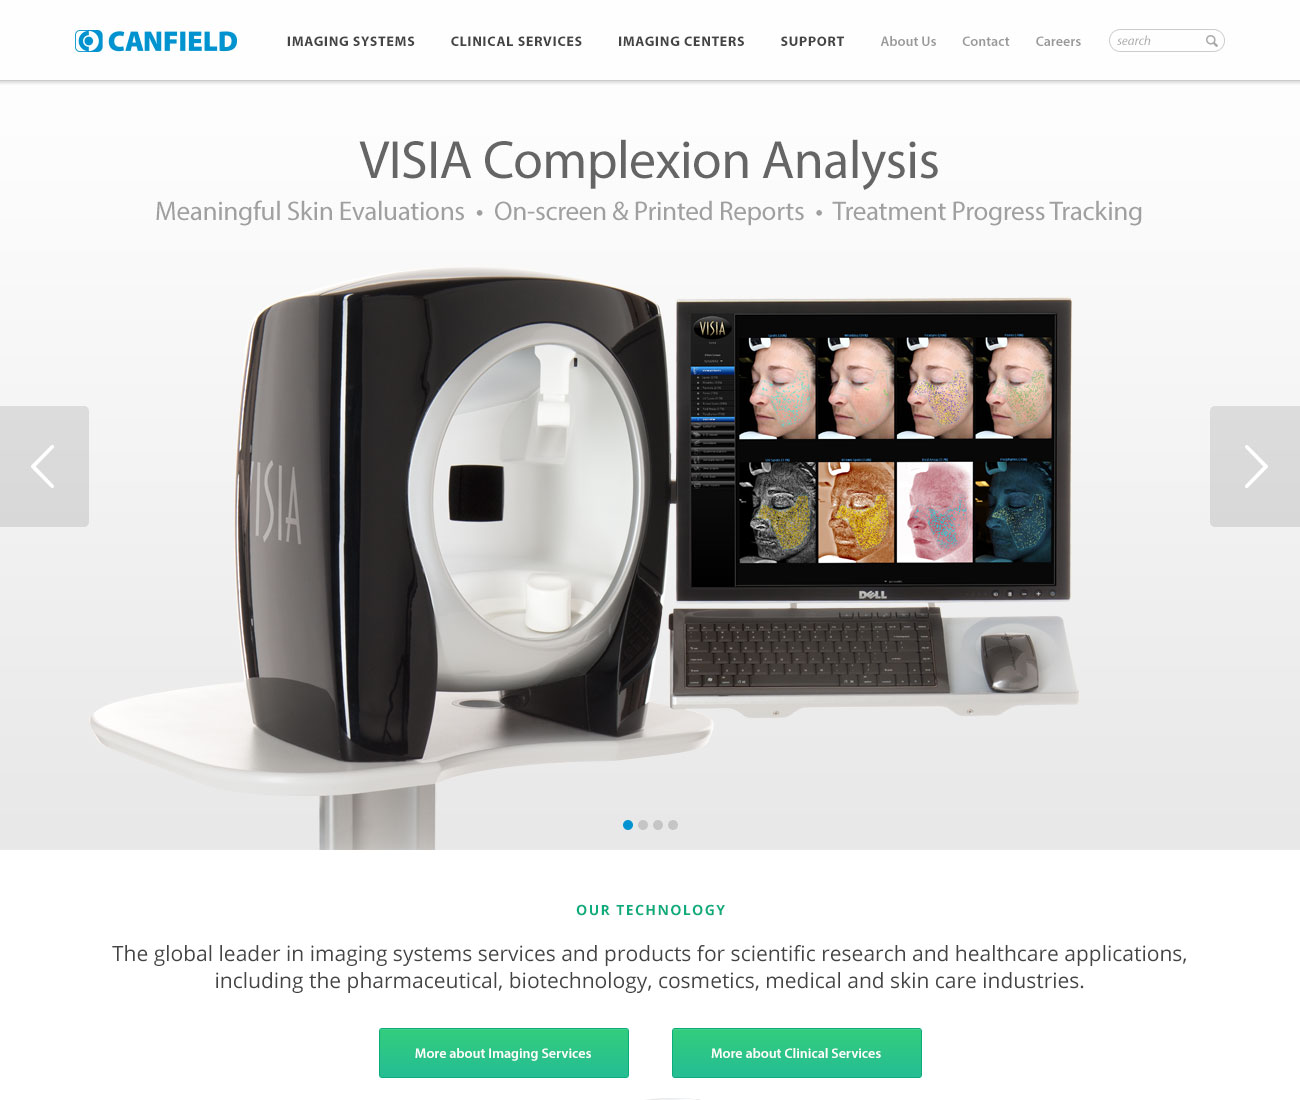 CANFIELD
IMAGING SYSTEMS
CLINICAL SERVICES
IMAGING CENTERS
SUPPORT
About Us
Contact
Careers
search
VISIA Complexion Analysis
Meaningful Skin Evaluations • On-screen & Printed Reports • Treatment Progress Tracking
VISIA
VISIA
DELL
OUR TECHNOLOGY
The global leader in imaging systems services and products for scientific research and healthcare applications,
including the pharmaceutical, biotechnology, cosmetics, medical and skin care industries.
More about Imaging Services
More about Clinical Services